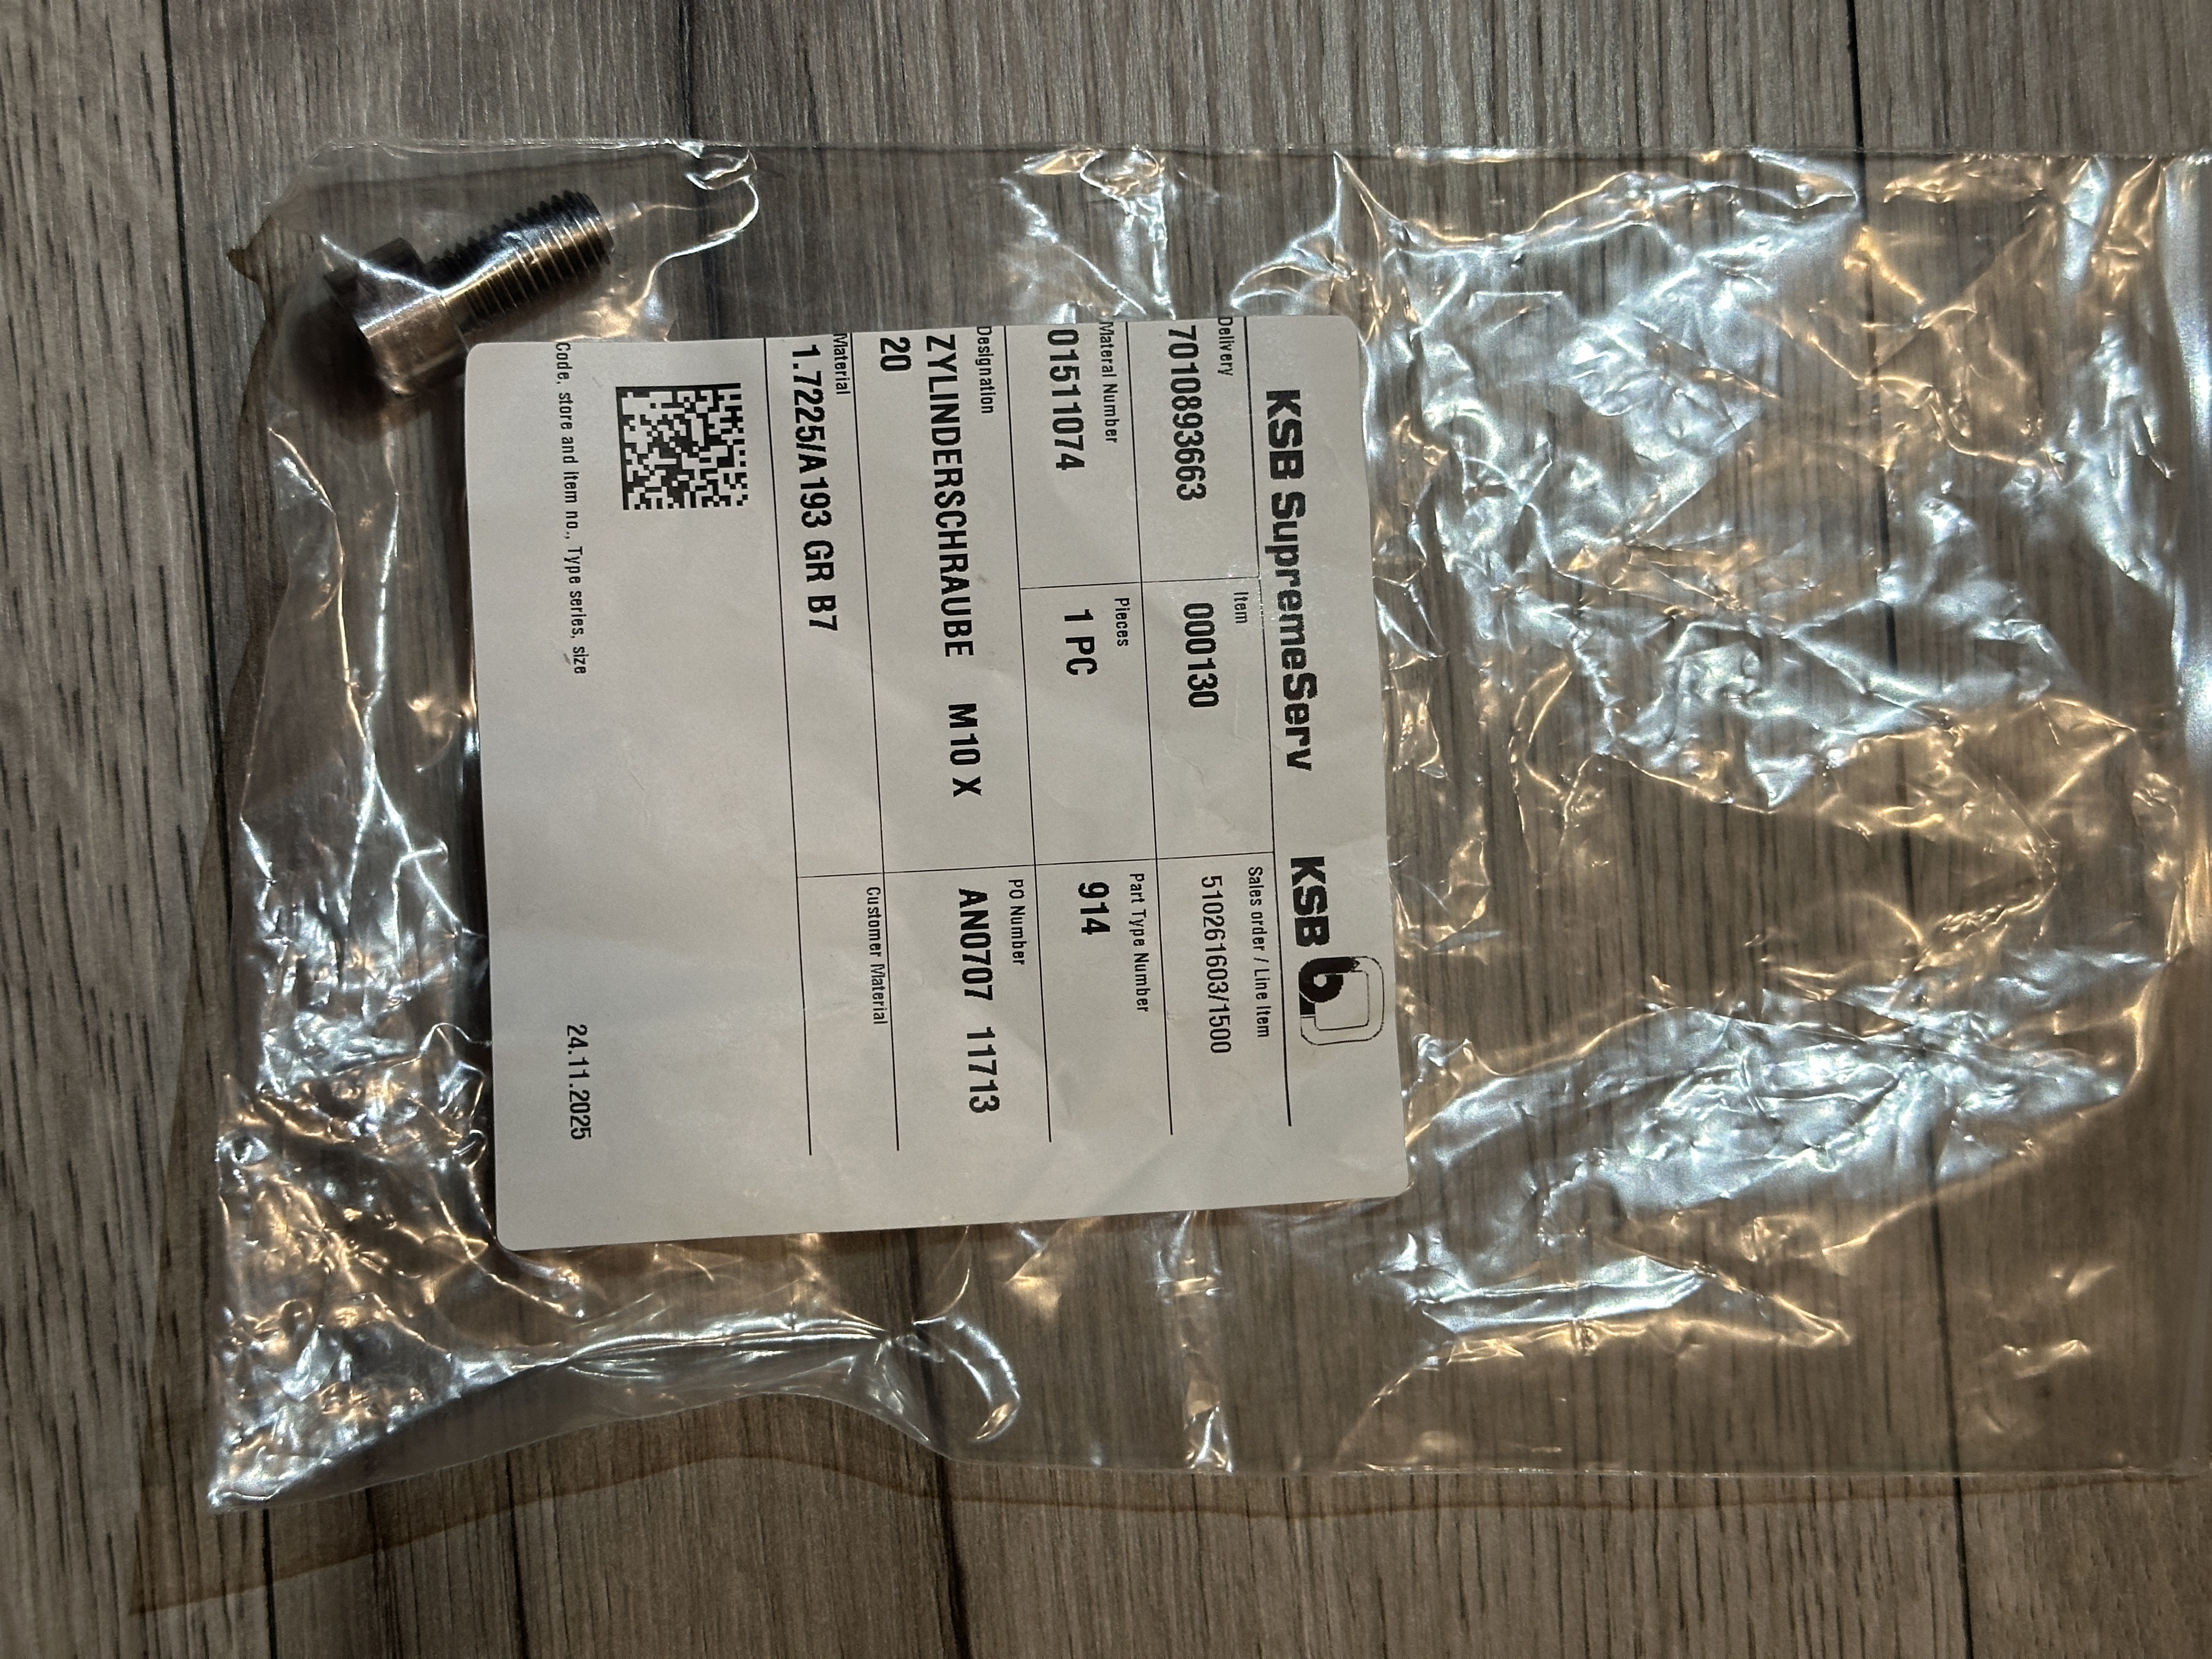 KSB SupremeServ KSB
Delivery Item Sales order / Line Item
7010893663 000130 510261603/1500
Materal Number Pieces Part Type Number
01511074 1 PC 914
Designation PO Number
ZYLINDERSCHRAUBE M10 X AN0707 11713
20
Material Customer Material
1.7225/A193 GR B7
Code, store and item no., Type series, size 24.11.2025